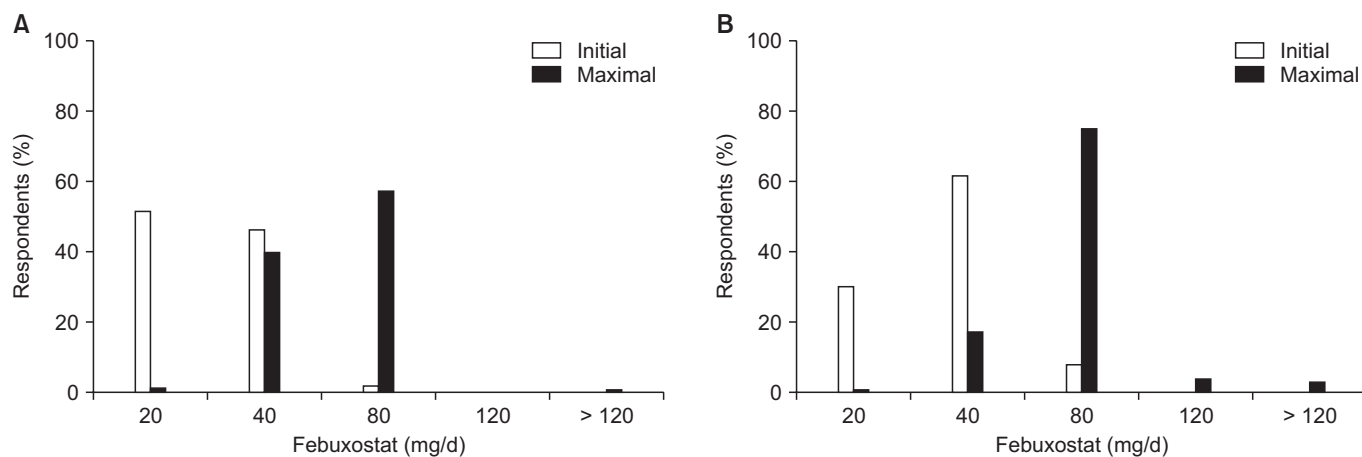 A
100
80
60
40
20
0
Respondents (%)
Initial
Maximal
20 40 80 120 > 120
Febuxostat (mg/d)
B
100
80
60
40
20
0
Respondents (%)
Initial
Maximal
20 40 80 120 > 120
Febuxostat (mg/d)